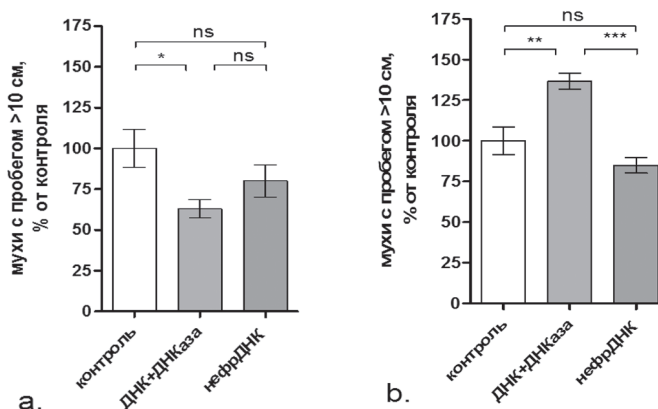 мухи с пробегом >10 см,
% от контроля
175
150
125
100
75
50
25
0
ns
*
ns
контроль
ДНК+ДНКаза
нефрДНК
a.
мухи с пробегом >10 см,
% от контроля
175
150
125
100
75
50
25
0
ns
**
***
контроль
ДНК+ДНКаза
нефрДНК
b.